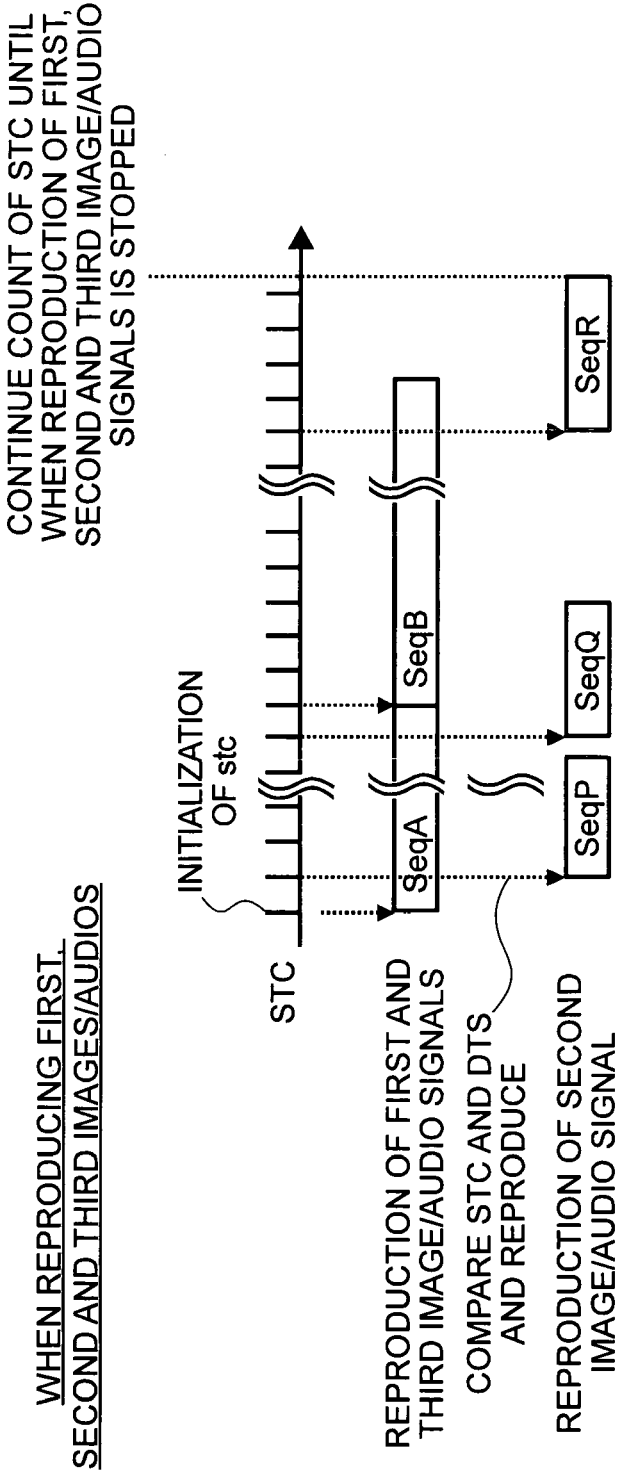 WHEN REPRODUCING FIRST,
SECOND AND THIRD IMAGES/AUDIOS
CONTINUE COUNT OF STC UNTIL
WHEN REPRODUCTION OF FIRST,
SECOND AND THIRD IMAGE/AUDIO
SIGNALS IS STOPPED
INITIALIZATION
OF stc
STC
REPRODUCTION OF FIRST AND
THIRD IMAGE/AUDIO SIGNALS
SeqA
SeqB
COMPARE STC AND DTS
AND REPRODUCE
REPRODUCTION OF SECOND
IMAGE/AUDIO SIGNAL
SeqP
SeqQ
SeqR